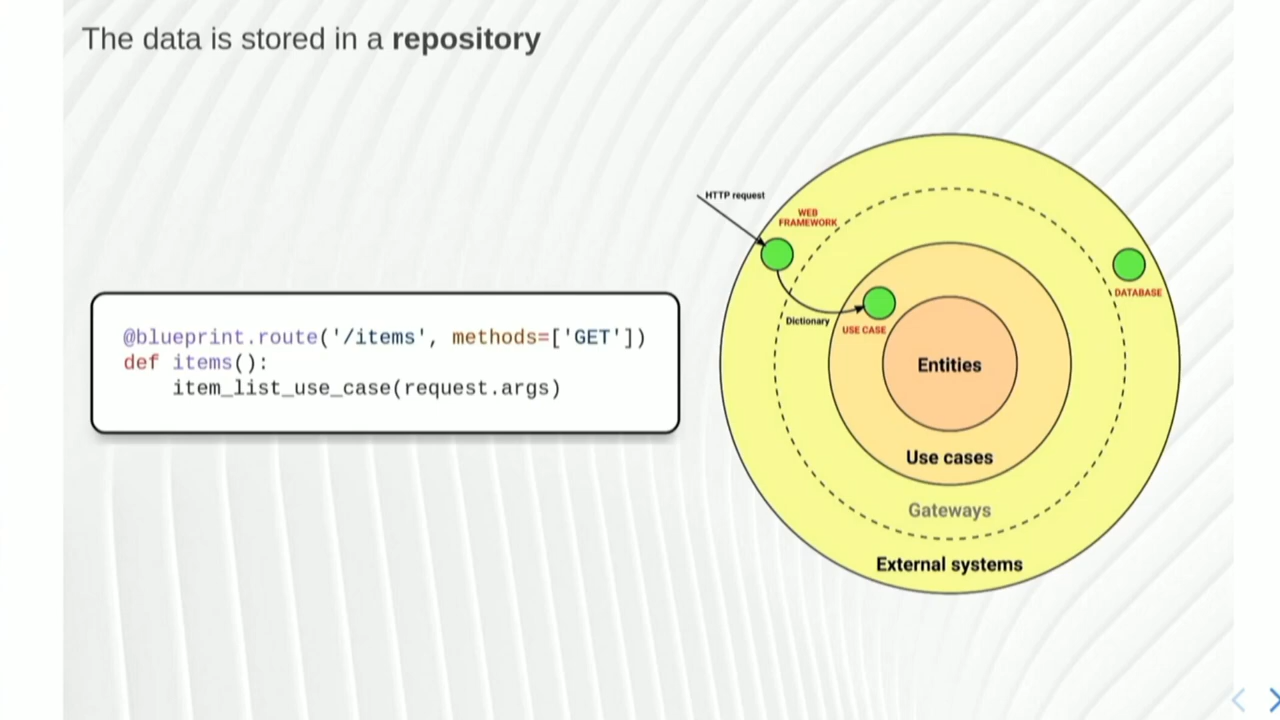 The data is stored in a repository
@blueprint.route('/items', methods=['GET'])
def items():
    item_list_use_case(request.args)
HTTP request
WEB
FRAMEWORK
DATABASE
Dictionary
USE CASE
Entities
Use cases
Gateways
External systems